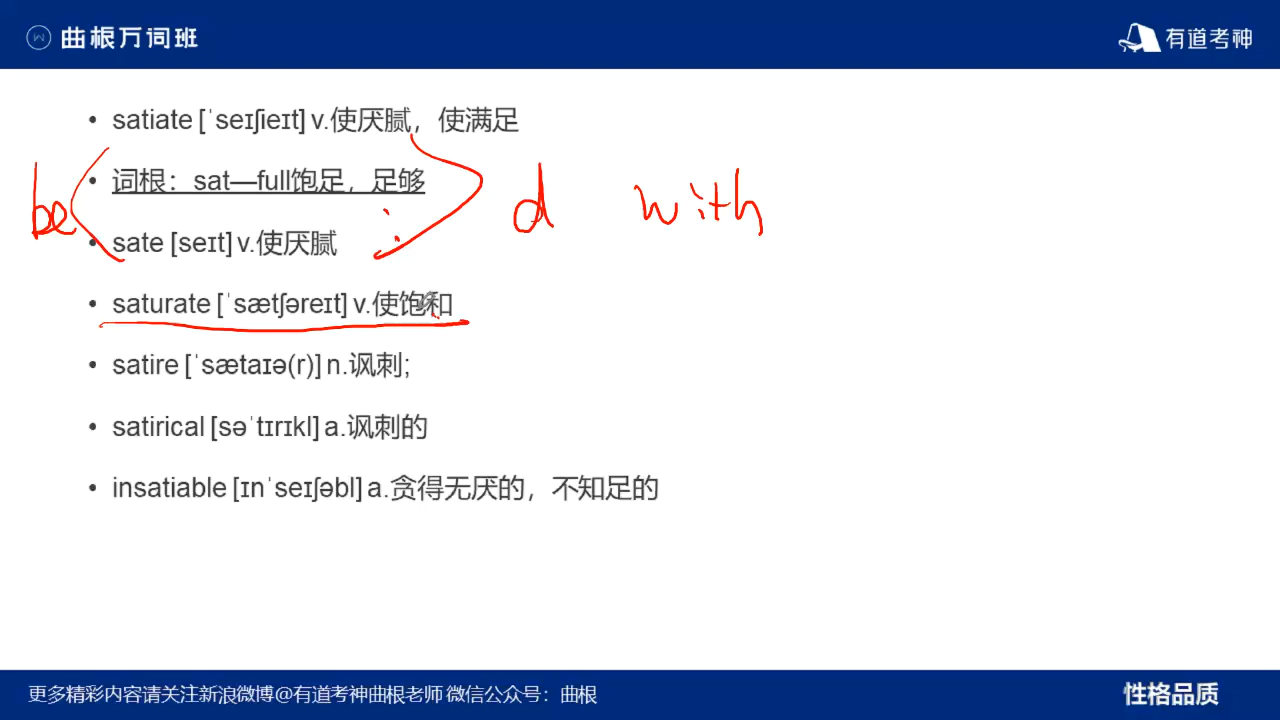 曲根万词班
有道考神
• satiate [ˈseɪʃieɪt] v.使厌腻，使满足
• 词根：sat—full饱足，足够
be d with
• sate [seɪt] v.使厌腻
• saturate [ˈsætʃəreɪt] v.使饱和
• satire [ˈsætaɪə(r)] n.讽刺;
• satirical [səˈtɪrɪkl] a.讽刺的
• insatiable [ɪnˈseɪʃəbl] a.贪得无厌的，不知足的
更多精彩内容请关注新浪微博@有道考神曲根老师 微信公众号：曲根
性格品质